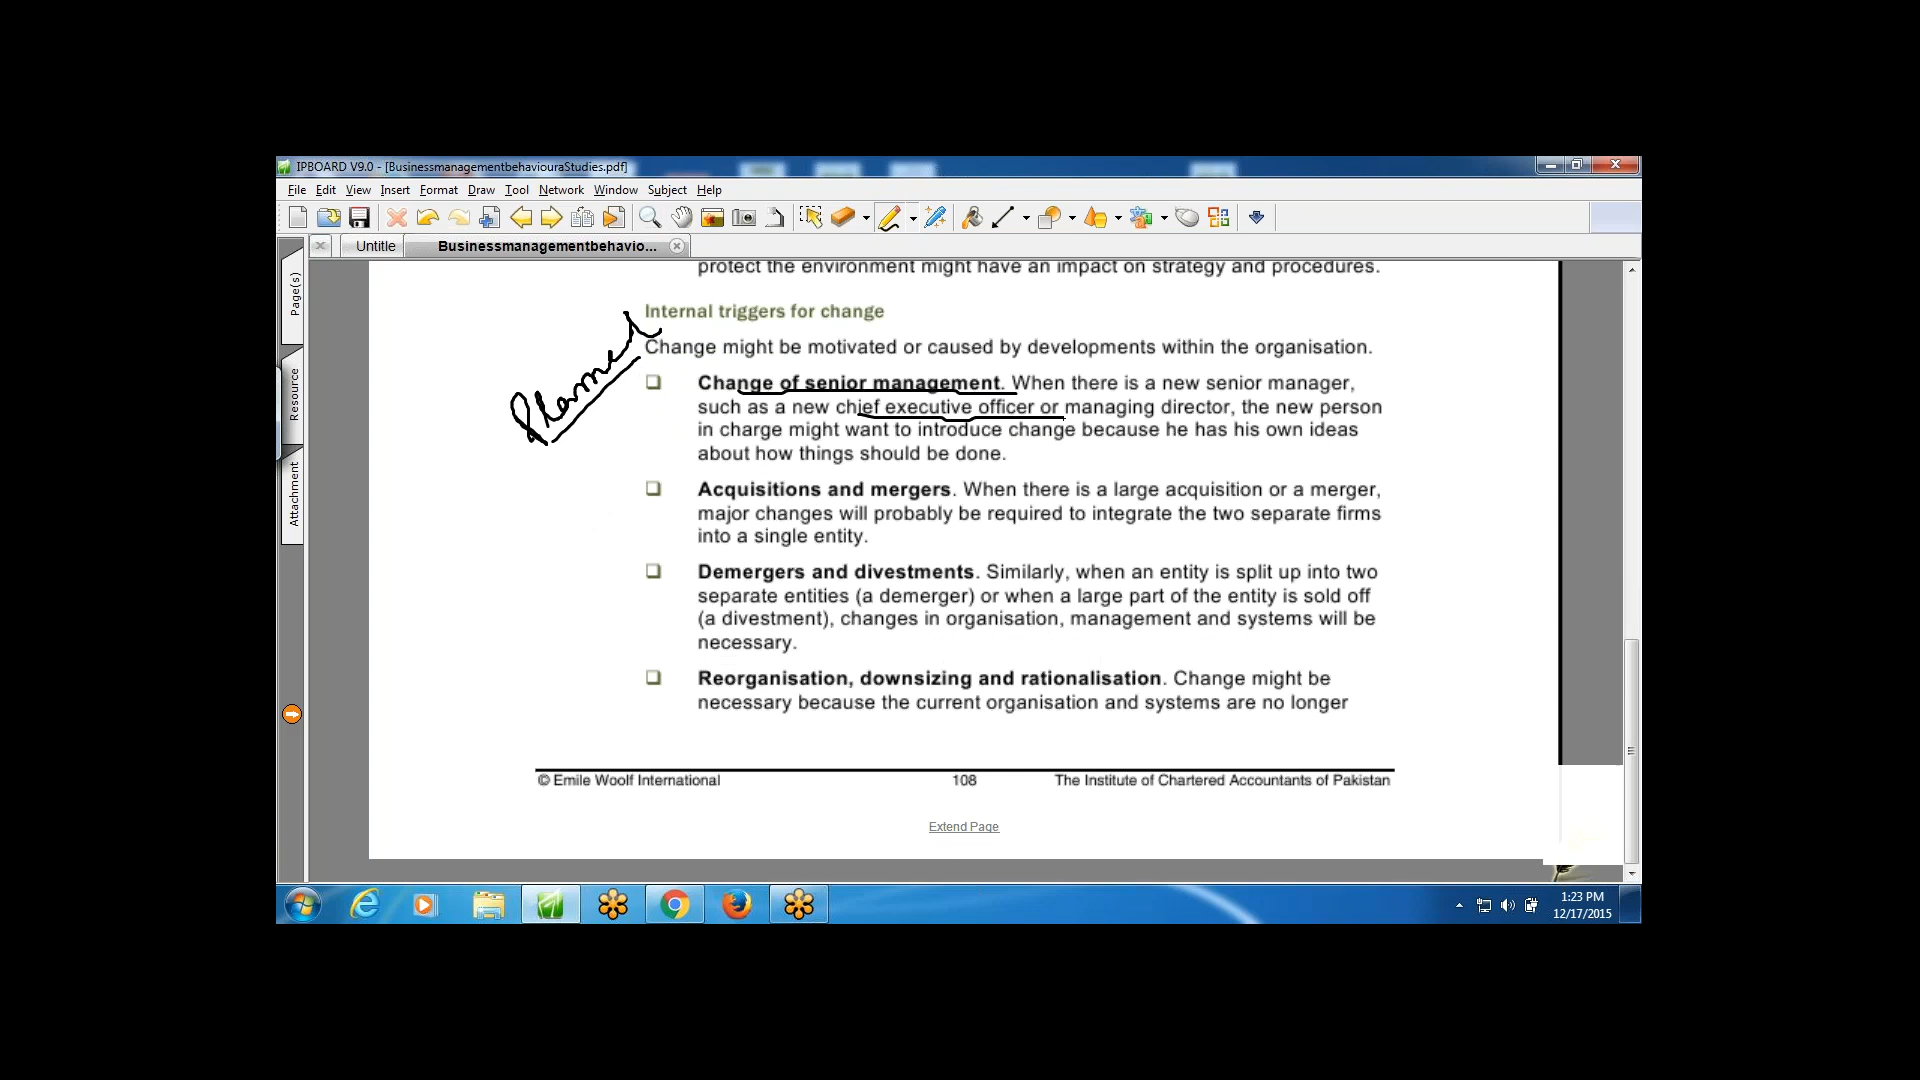 IPBOARD V9.0 - [BusinessmanagementbehaviouraStudies.pdf]
File Edit View Insert Format Draw Tool Network Window Subject Help
Untitle Businessmanagementbehavio...
Page(s)
Resource
Attachment
protect the environment might have an impact on strategy and procedures.
Internal triggers for change
Planned
Change might be motivated or caused by developments within the organisation.
❑ Change of senior management. When there is a new senior manager,
such as a new chief executive officer or managing director, the new person
in charge might want to introduce change because he has his own ideas
about how things should be done.
❑ Acquisitions and mergers. When there is a large acquisition or a merger,
major changes will probably be required to integrate the two separate firms
into a single entity.
❑ Demergers and divestments. Similarly, when an entity is split up into two
separate entities (a demerger) or when a large part of the entity is sold off
(a divestment), changes in organisation, management and systems will be
necessary.
❑ Reorganisation, downsizing and rationalisation. Change might be
necessary because the current organisation and systems are no longer
© Emile Woolf International 108 The Institute of Chartered Accountants of Pakistan
Extend Page
1:23 PM
12/17/2015